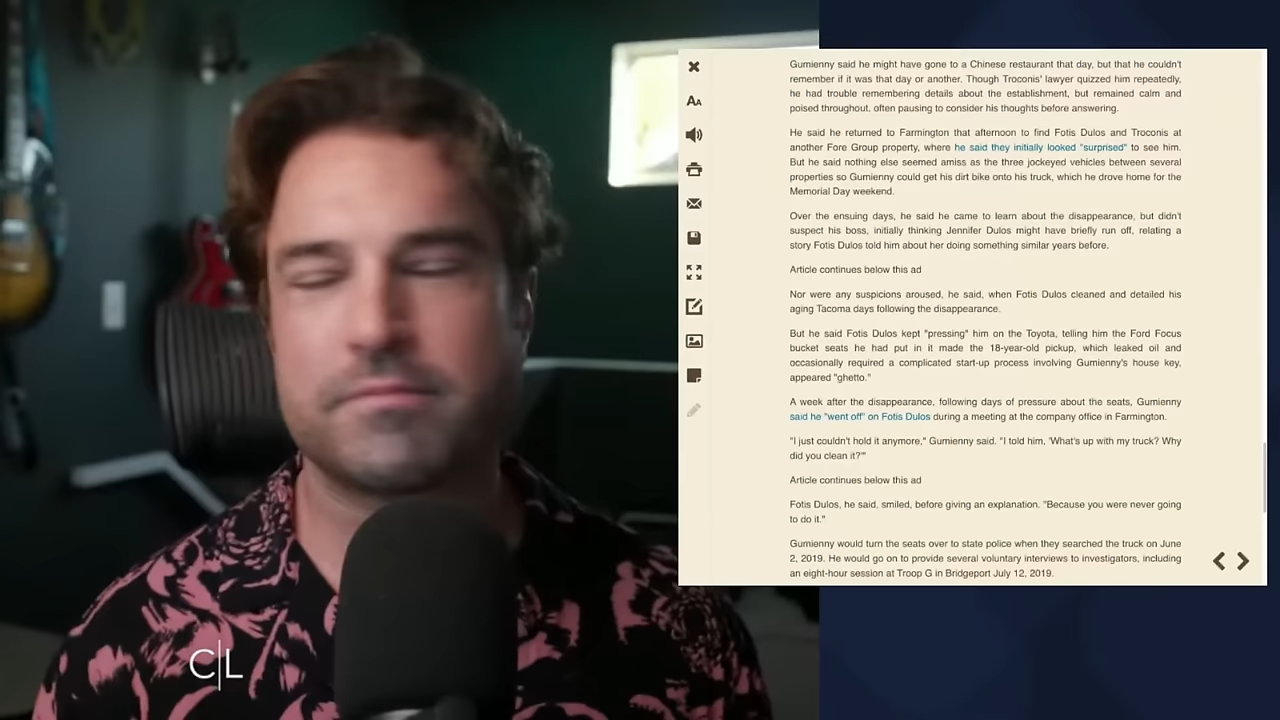 Gumienny said he might have gone to a Chinese restaurant that day, but that he couldn't
remember if it was that day or another. Though Troconis' lawyer quizzed him repeatedly,
he had trouble remembering details about the establishment, but remained calm and
poised throughout, often pausing to consider his thoughts before answering.
He said he returned to Farmington that afternoon to find Fotis Dulos and Troconis at
another Fore Group property, where he said they initially looked "surprised" to see him.
But he said nothing else seemed amiss as the three jockeyed vehicles between several
properties so Gumienny could get his dirt bike onto his truck, which he drove home for the
Memorial Day weekend.
Over the ensuing days, he said he came to learn about the disappearance, but didn't
suspect his boss, initially thinking Jennifer Dulos might have briefly run off, relating a
story Fotis Dulos told him about her doing something similar years before.
Article continues below this ad
Nor were any suspicions aroused, he said, when Fotis Dulos cleaned and detailed his
aging Tacoma days following the disappearance.
But he said Fotis Dulos kept "pressing" him on the Toyota, telling him the Ford Focus
bucket seats he had put in it made the 18-year-old pickup, which leaked oil and
occasionally required a complicated start-up process involving Gumienny's house key,
appeared "ghetto."
A week after the disappearance, following days of pressure about the seats, Gumienny
said he "went off" on Fotis Dulos during a meeting at the company office in Farmington.
"I just couldn't hold it anymore," Gumienny said. "I told him, 'What's up with my truck? Why
did you clean it?'"
Article continues below this ad
Fotis Dulos, he said, smiled, before giving an explanation. "Because you were never going
to do it."
Gumienny would turn the seats over to state police when they searched the truck on June
2, 2019. He would go on to provide several voluntary interviews to investigators, including
an eight-hour session at Troop G in Bridgeport July 12, 2019.
AA
C|L